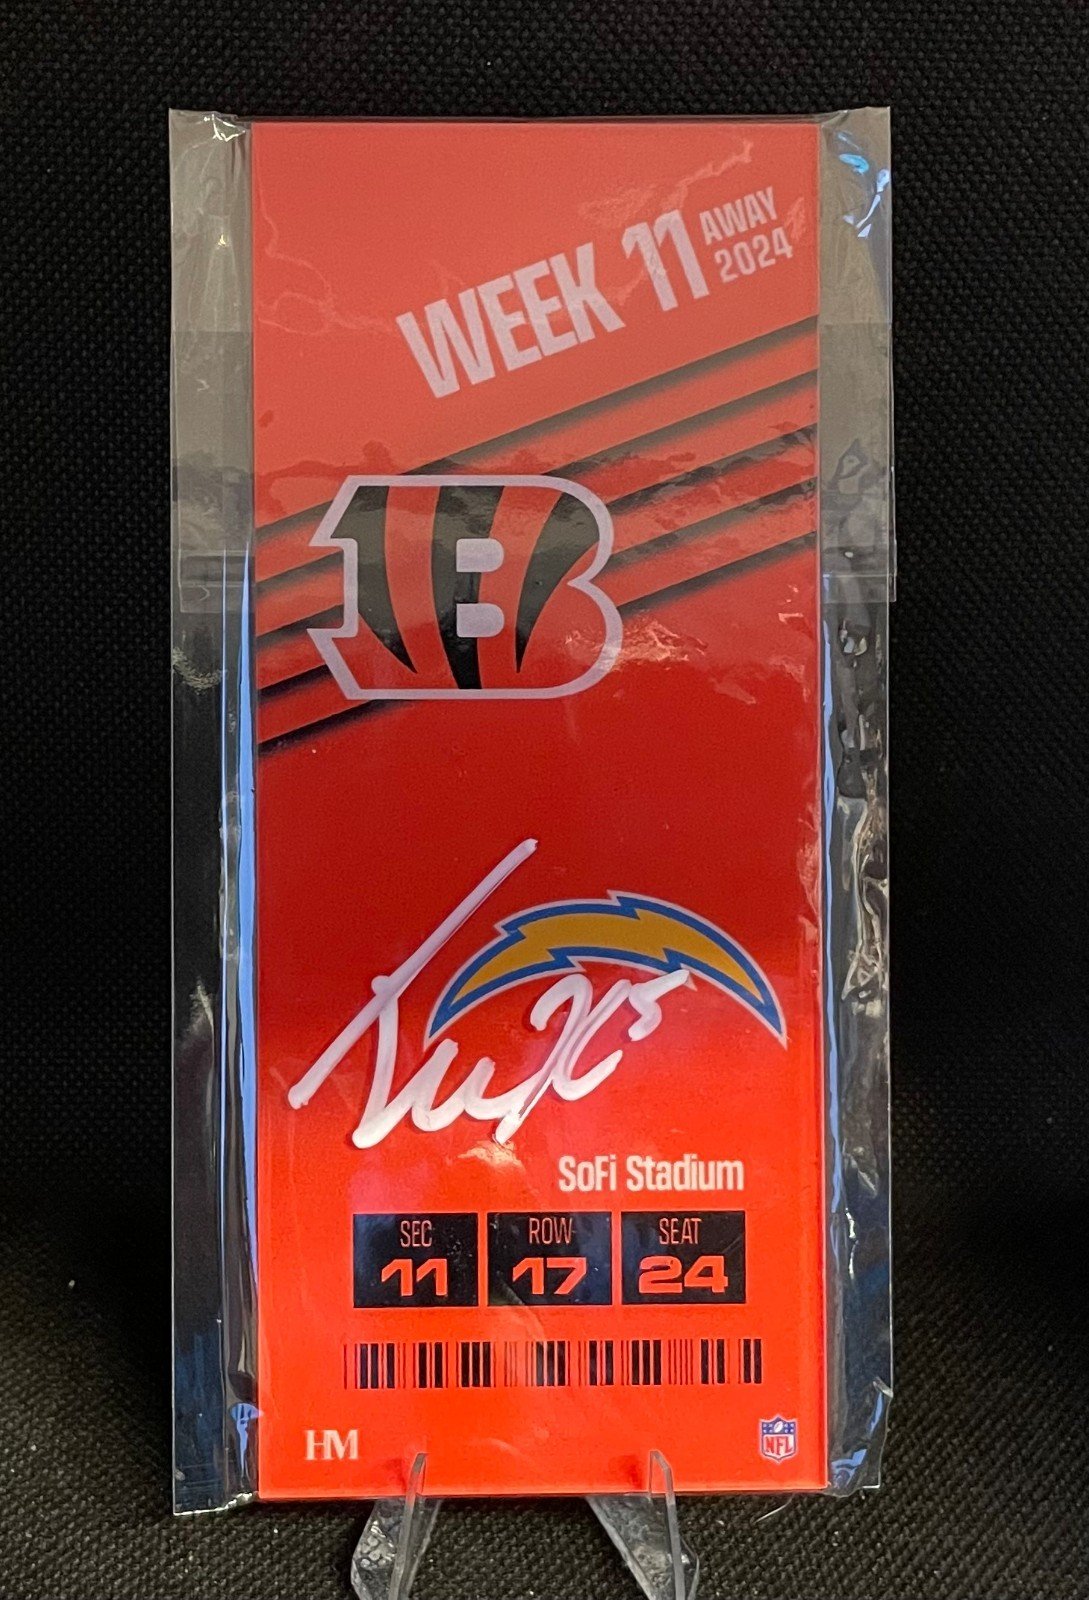 WEEK 11
AWAY
2024
B
SoFi Stadium
SEC
11
ROW
17
SEAT
24
HM
NFL